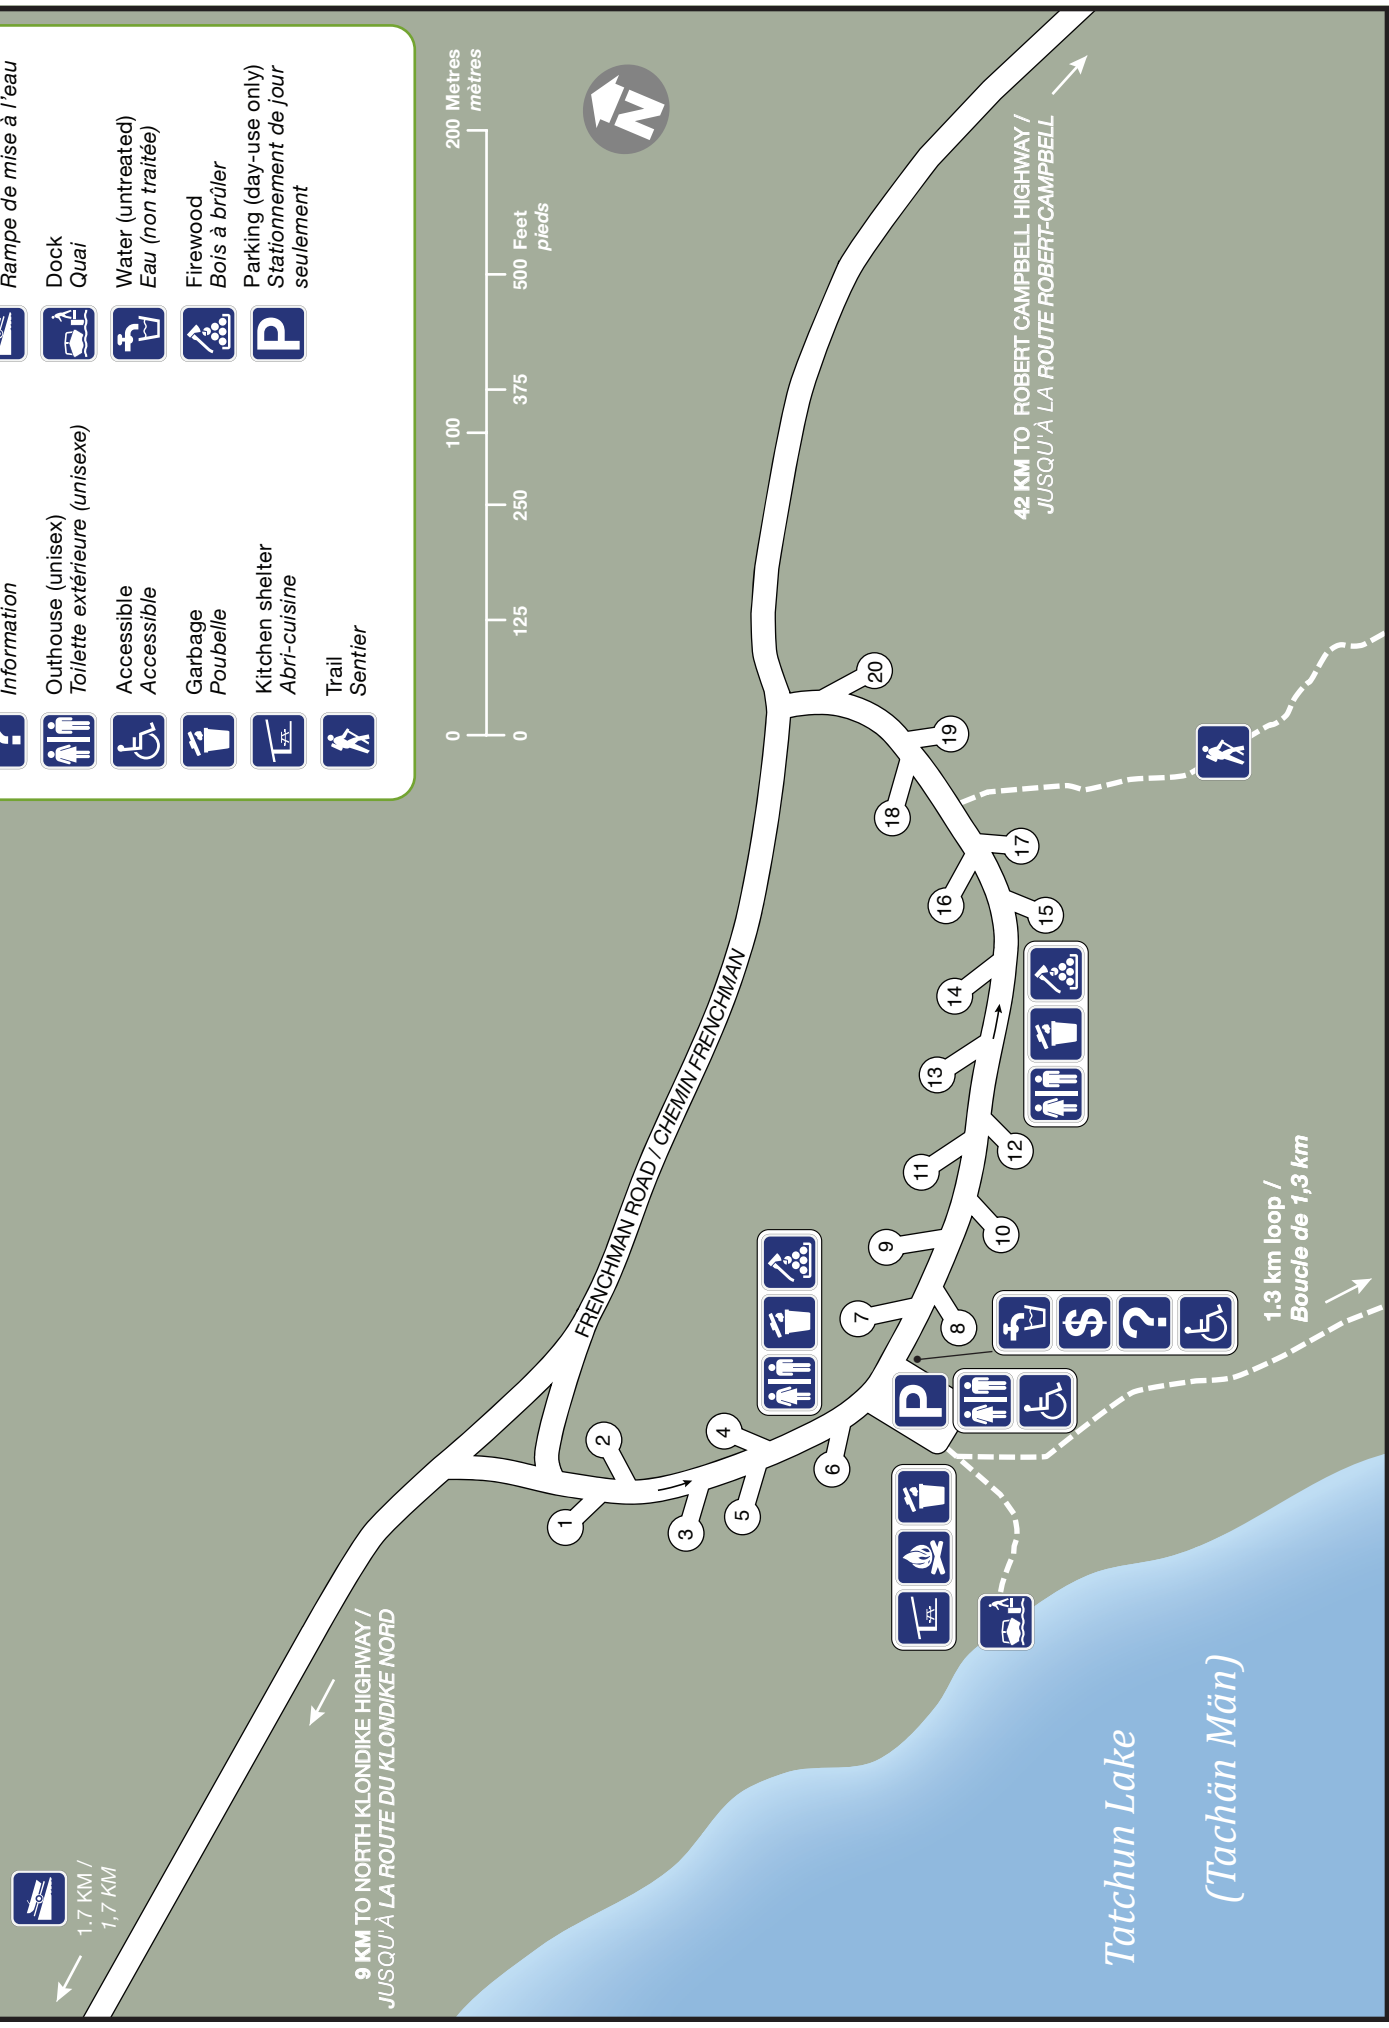 Information
Outhouse (unisex)
Toilette extérieure (unisexe)
Accessible
Accessible
Garbage
Poubelle
Kitchen shelter
Abri-cuisine
Trail
Sentier
Rampe de mise à l'eau
Dock
Quai
Water (untreated)
Eau (non traitée)
Firewood
Bois à brûler
P
Parking (day-use only)
Stationnement de jour
seulement
0 100 200 Metres
mètres
0 125 250 375 500 Feet
pieds
N
1.7 KM /
1,7 KM
9 KM TO NORTH KLONDIKE HIGHWAY /
JUSQU'À LA ROUTE DU KLONDIKE NORD
FRENCHMAN ROAD / CHEMIN FRENCHMAN
42 KM TO ROBERT CAMPBELL HIGHWAY /
JUSQU'À LA ROUTE ROBERT-CAMPBELL
1
2
3
4
5
6
7
8
9
10
11
12
13
14
15
16
17
18
19
20
P
$
?
1.3 km loop /
Boucle de 1,3 km
Tatchun Lake
(Tachän Män)